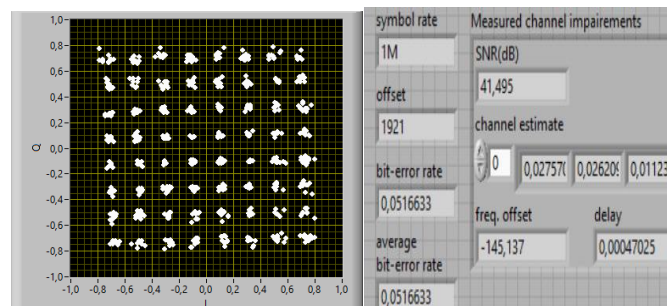 1,0
0,8
0,6
0,4
0,2
0,0
-0,2
-0,4
-0,6
-0,8
-1,0
Q
-1,0 -0,8 -0,6 -0,4 -0,2 0,0 0,2 0,4 0,6 0,8 1,0
symbol rate
1M
offset
1921
bit-error rate
0,0516633
average
bit-error rate
0,0516633
Measured channel impairements
SNR(dB)
41,495
channel estimate
0 0,02757( 0,02620! 0,01123
freq. offset delay
-145,137 0,00047025